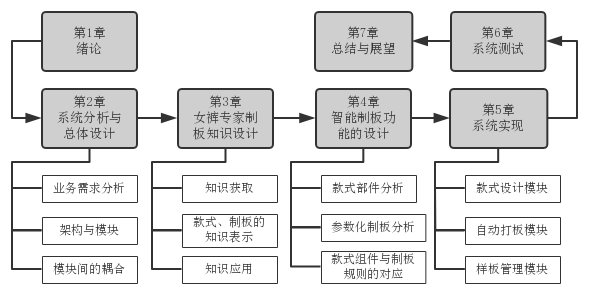 第1章
绪论
第7章
总结与展望
第6章
系统测试
第2章
系统分析与
总体设计
第3章
女裤专家制
板知识设计
第4章
智能制板功
能的设计
第5章
系统实现
业务需求分析
架构与模块
模块间的耦合
知识获取
款式、制板的
知识表示
知识应用
款式部件分析
参数化制板分析
款式组件与制板
规则的对应
款式设计模块
自动打板模块
样板管理模块